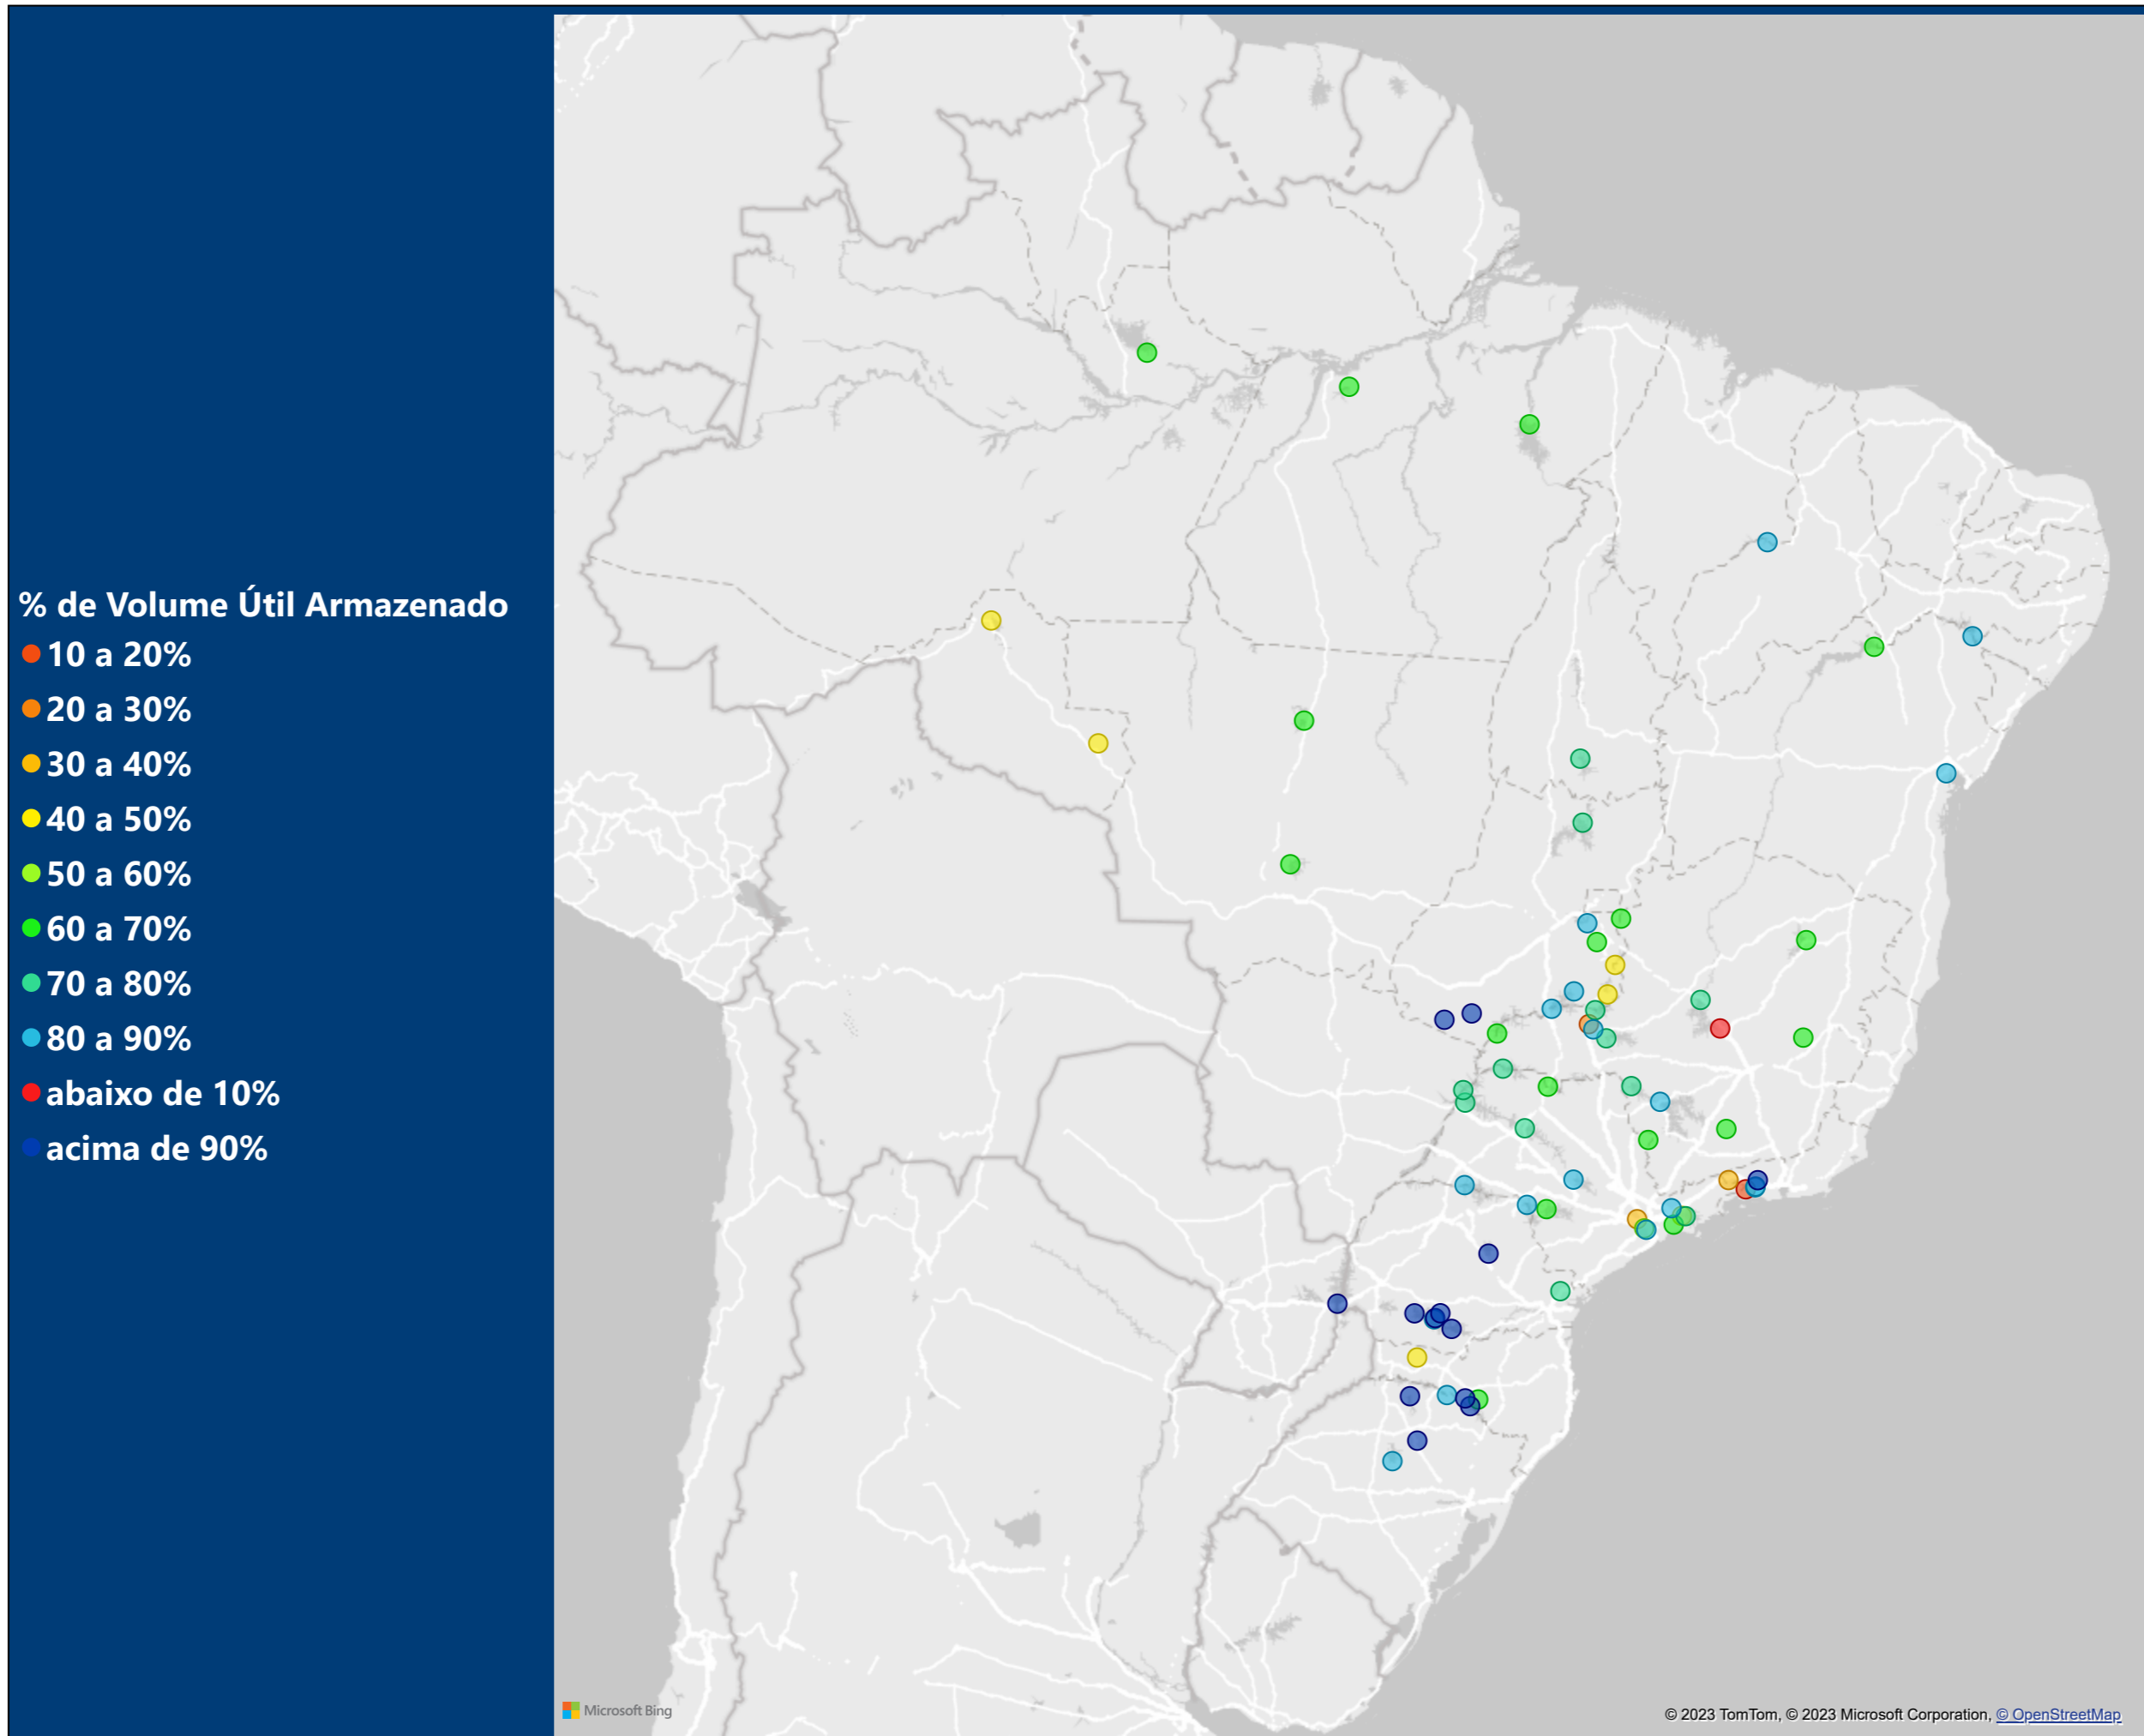 % de Volume Útil Armazenado
10 a 20%
20 a 30%
30 a 40%
40 a 50%
50 a 60%
60 a 70%
70 a 80%
80 a 90%
abaixo de 10%
acima de 90%
Microsoft Bing
© 2023 TomTom, © 2023 Microsoft Corporation, © OpenStreetMap